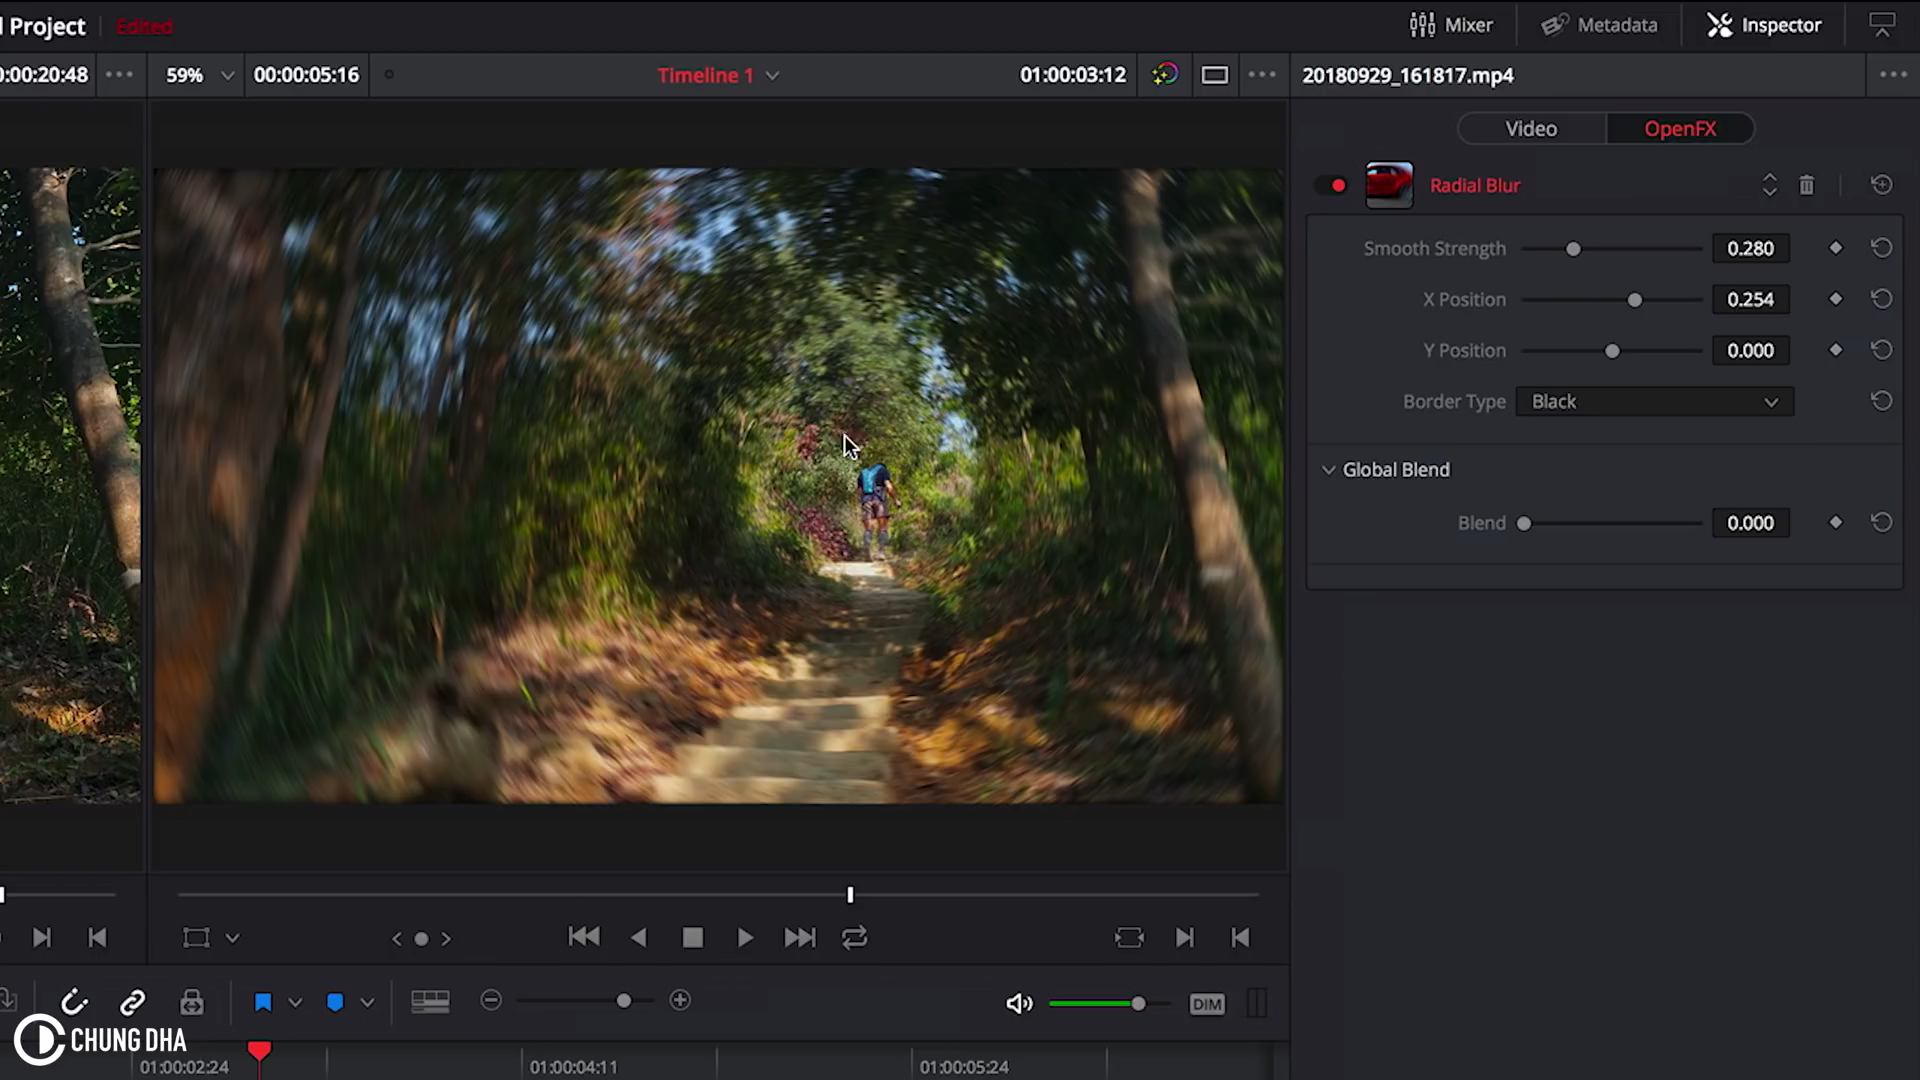 l Project
Edited
Mixer
Metadata
Inspector
0:00:20:48
59%
00:00:05:16
Timeline 1
01:00:03:12
20180929_161817.mp4
Video
OpenFX
Radial Blur
Smooth Strength
0.280
X Position
0.254
Y Position
0.000
Border Type
Black
Global Blend
Blend
0.000
DIM
CHUNG DHA
01:00:02:24
01:00:04:11
01:00:05:24